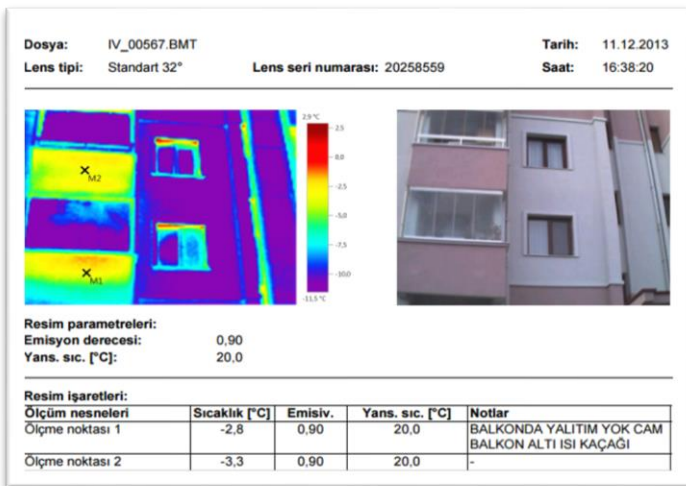 Dosya: IV_00567.BMT Tarih: 11.12.2013
Lens tipi: Standart 32° Lens seri numarası: 20258559 Saat: 16:38:20
2,9 °C
2,5
0,0
-2,5
-5,0
-7,5
-10,0
-11,5 °C
M2
M1
Resim parametreleri:
Emisyon derecesi: 0,90
Yans. sıc. [°C]: 20,0
Resim işaretleri:
Ölçüm nesneleri Sıcaklık [°C] Emisiv. Yans. sıc. [°C] Notlar
Ölçme noktası 1 -2,8 0,90 20,0 BALKONDA YALITIM YOK CAM
BALKON ALTI ISI KAÇAĞI
Ölçme noktası 2 -3,3 0,90 20,0 -